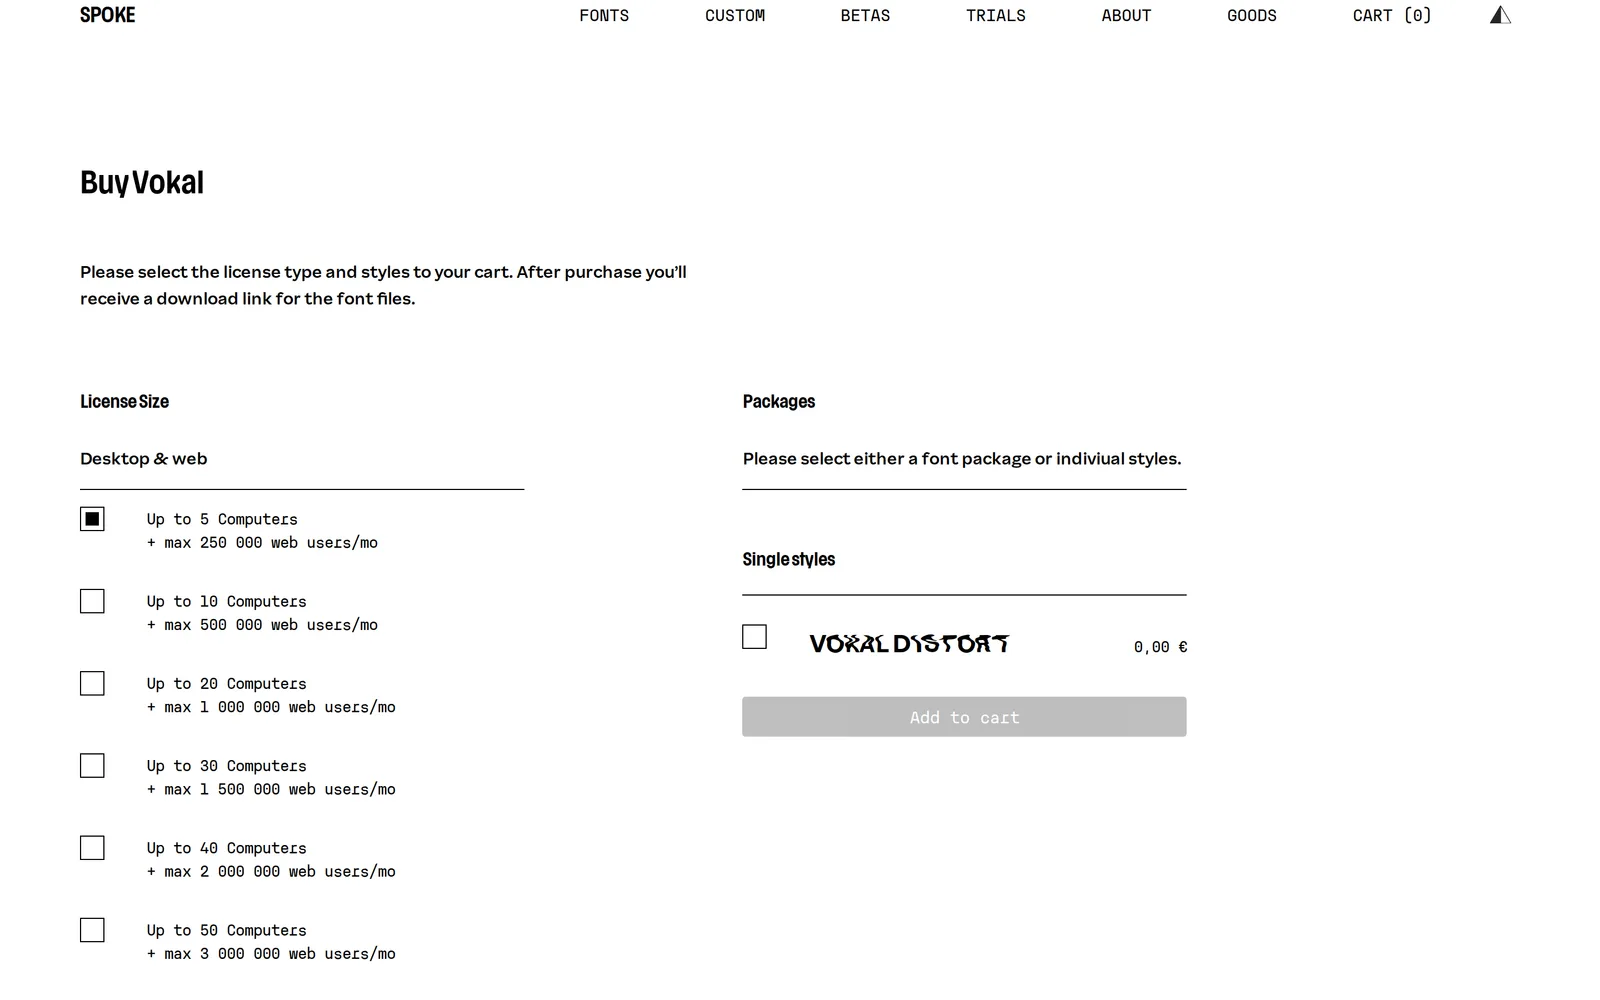 SPOKE
FONTS CUSTOM BETAS TRIALS ABOUT GOODS CART (0)
Buy Vokal
Please select the license type and styles to your cart. After purchase you’ll
receive a download link for the font files.
License Size
Desktop & web
Up to 5 Computers
+ max 250 000 web users/mo
Up to 10 Computers
+ max 500 000 web users/mo
Up to 20 Computers
+ max 1 000 000 web users/mo
Up to 30 Computers
+ max 1 500 000 web users/mo
Up to 40 Computers
+ max 2 000 000 web users/mo
Up to 50 Computers
+ max 3 000 000 web users/mo
Packages
Please select either a font package or indiviual styles.
Single styles
VOKAL DISTORT 0,00 €
Add to cart